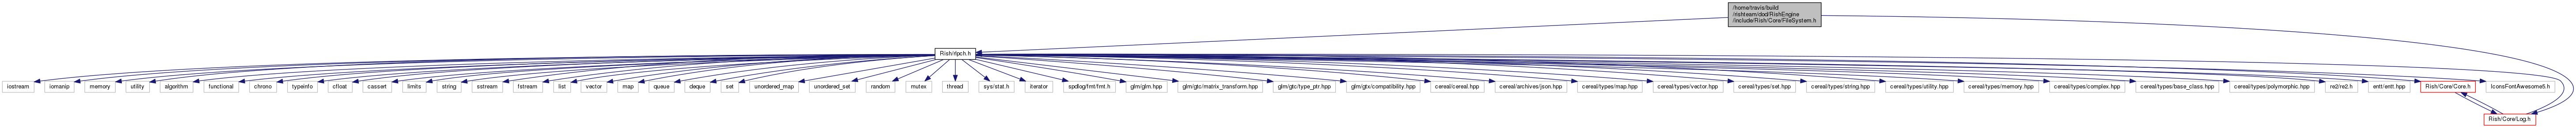 /home/travis/build
/rishteam/dod/RishEngine
/include/Rish/Core/FileSystem.h
Rish/rlpch.h
iostream
iomanip
memory
utility
algorithm
functional
chrono
typeinfo
cfloat
cassert
limits
string
sstream
fstream
list
vector
map
queue
deque
set
unordered_map
unordered_set
random
mutex
thread
sys/stat.h
iterator
spdlog/fmt/fmt.h
glm/glm.hpp
glm/gtc/matrix_transform.hpp
glm/gtc/type_ptr.hpp
glm/gtx/compatibility.hpp
cereal/cereal.hpp
cereal/archives/json.hpp
cereal/types/map.hpp
cereal/types/vector.hpp
cereal/types/set.hpp
cereal/types/string.hpp
cereal/types/utility.hpp
cereal/types/memory.hpp
cereal/types/complex.hpp
cereal/types/base_class.hpp
cereal/types/polymorphic.hpp
re2/re2.h
entt/entt.hpp
Rish/Core/Core.h
IconsFontAwesome5.h
Rish/Core/Log.h